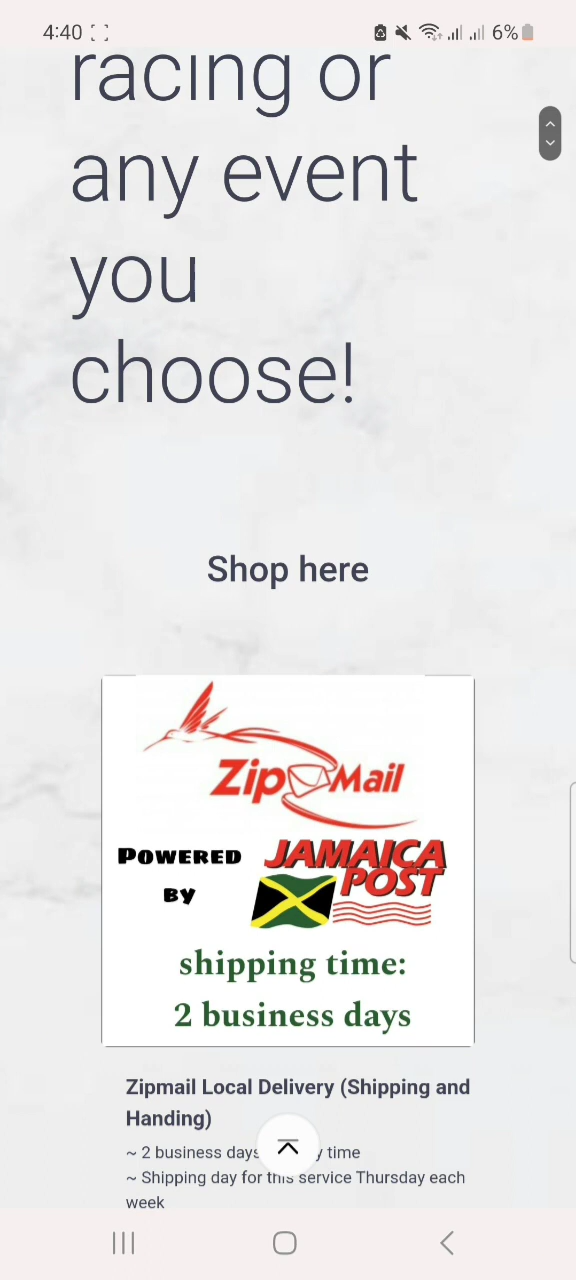 4:40 6%
racing or
any event
you
choose!
Shop here
Zip Mail
POWERED
BY
JAMAICA
POST
shipping time:
2 business days
Zipmail Local Delivery (Shipping and
Handing)
~ 2 business days time
~ Shipping day for this service Thursday each
week